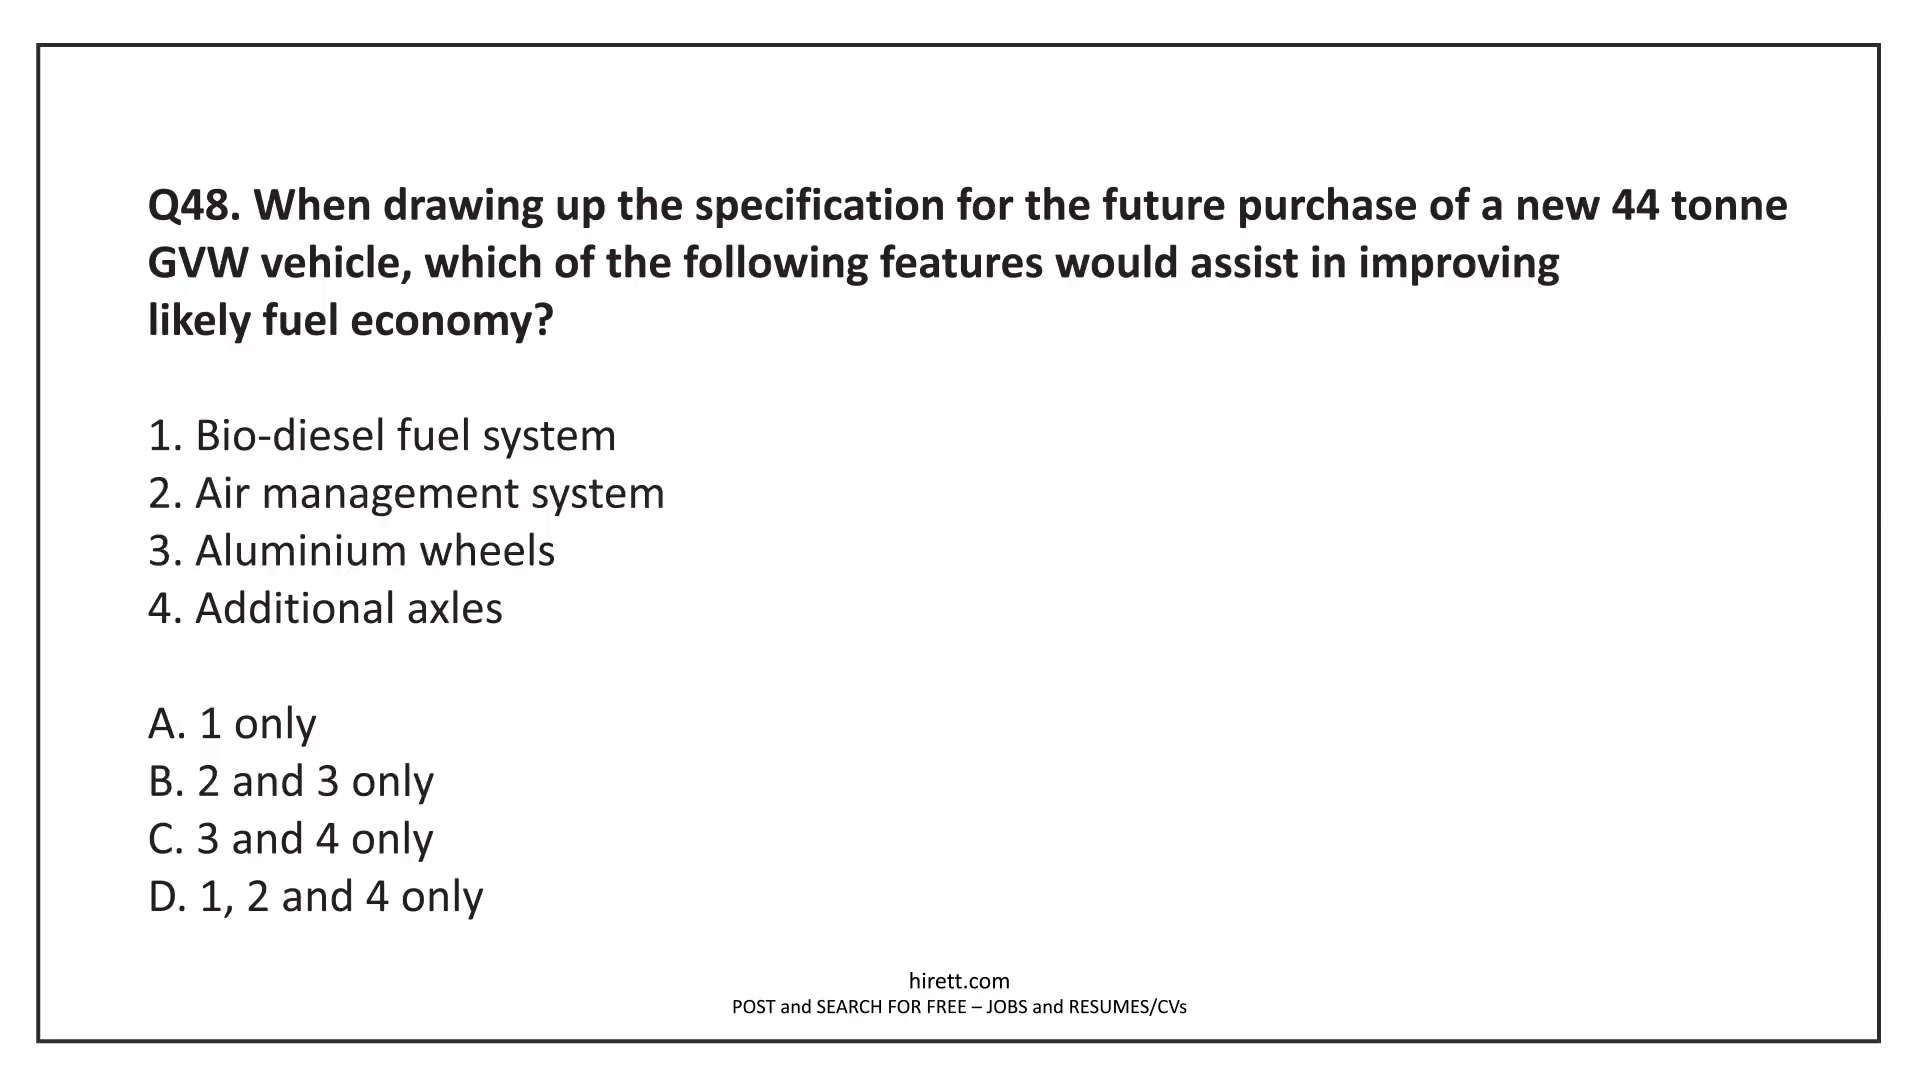 Q48. When drawing up the specification for the future purchase of a new 44 tonne
GVW vehicle, which of the following features would assist in improving
likely fuel economy?
1. Bio-diesel fuel system
2. Air management system
3. Aluminium wheels
4. Additional axles
A. 1 only
B. 2 and 3 only
C. 3 and 4 only
D. 1, 2 and 4 only
hirett.com
POST and SEARCH FOR FREE – JOBS and RESUMES/CVs